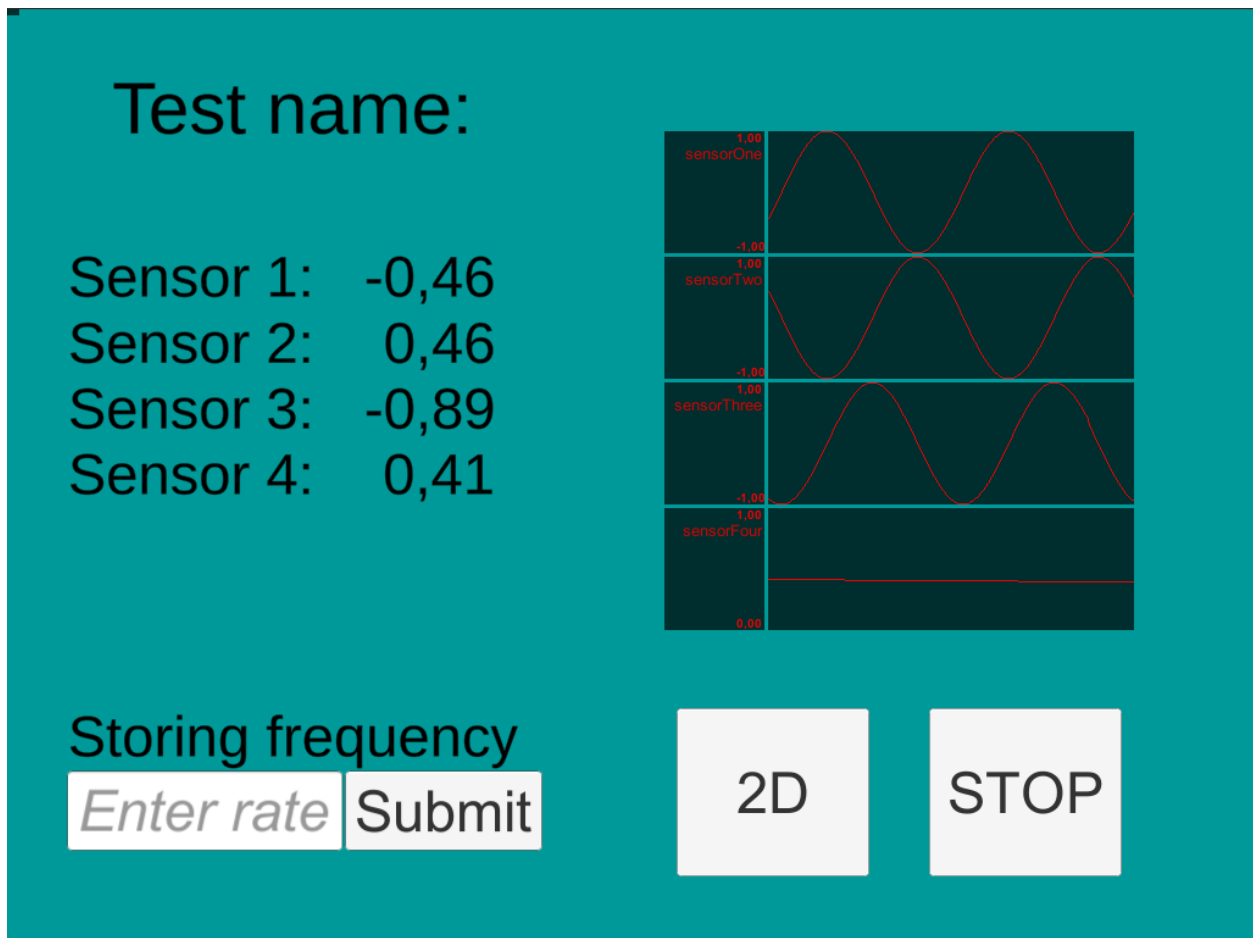 Test name:
Sensor 1: -0,46
Sensor 2: 0,46
Sensor 3: -0,89
Sensor 4: 0,41
1,00
sensorOne
-1,00
1,00
sensorTwo
-1,00
1,00
sensorThree
-1,00
1,00
sensorFour
0,00
Storing frequency
Enter rate Submit
2D STOP